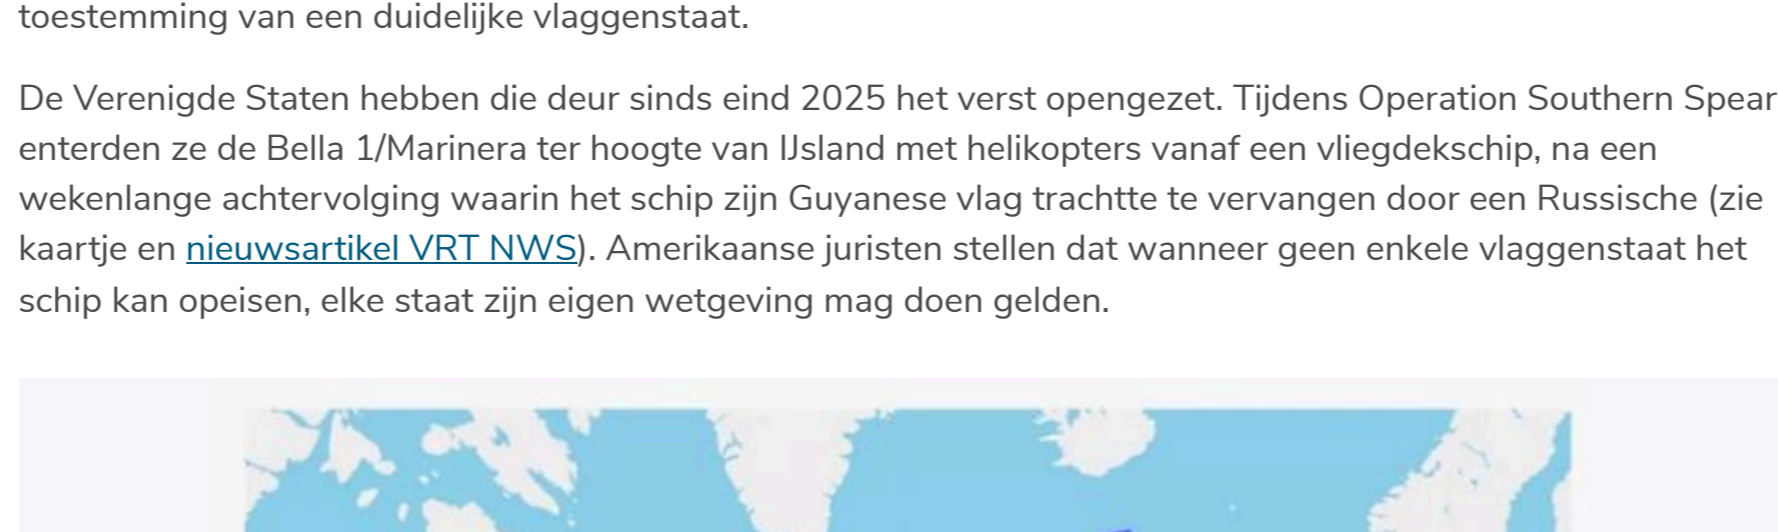 toestemming van een duidelijke vlaggenstaat.
De Verenigde Staten hebben die deur sinds eind 2025 het verst opengezet. Tijdens Operation Southern Spear
enterden ze de Bella 1/Marinera ter hoogte van IJsland met helikopters vanaf een vliegdekschip, na een
wekenlange achtervolging waarin het schip zijn Guyanese vlag trachtte te vervangen door een Russische (zie
kaartje en nieuwsartikel VRT NWS). Amerikaanse juristen stellen dat wanneer geen enkele vlaggenstaat het
schip kan opeisen, elke staat zijn eigen wetgeving mag doen gelden.